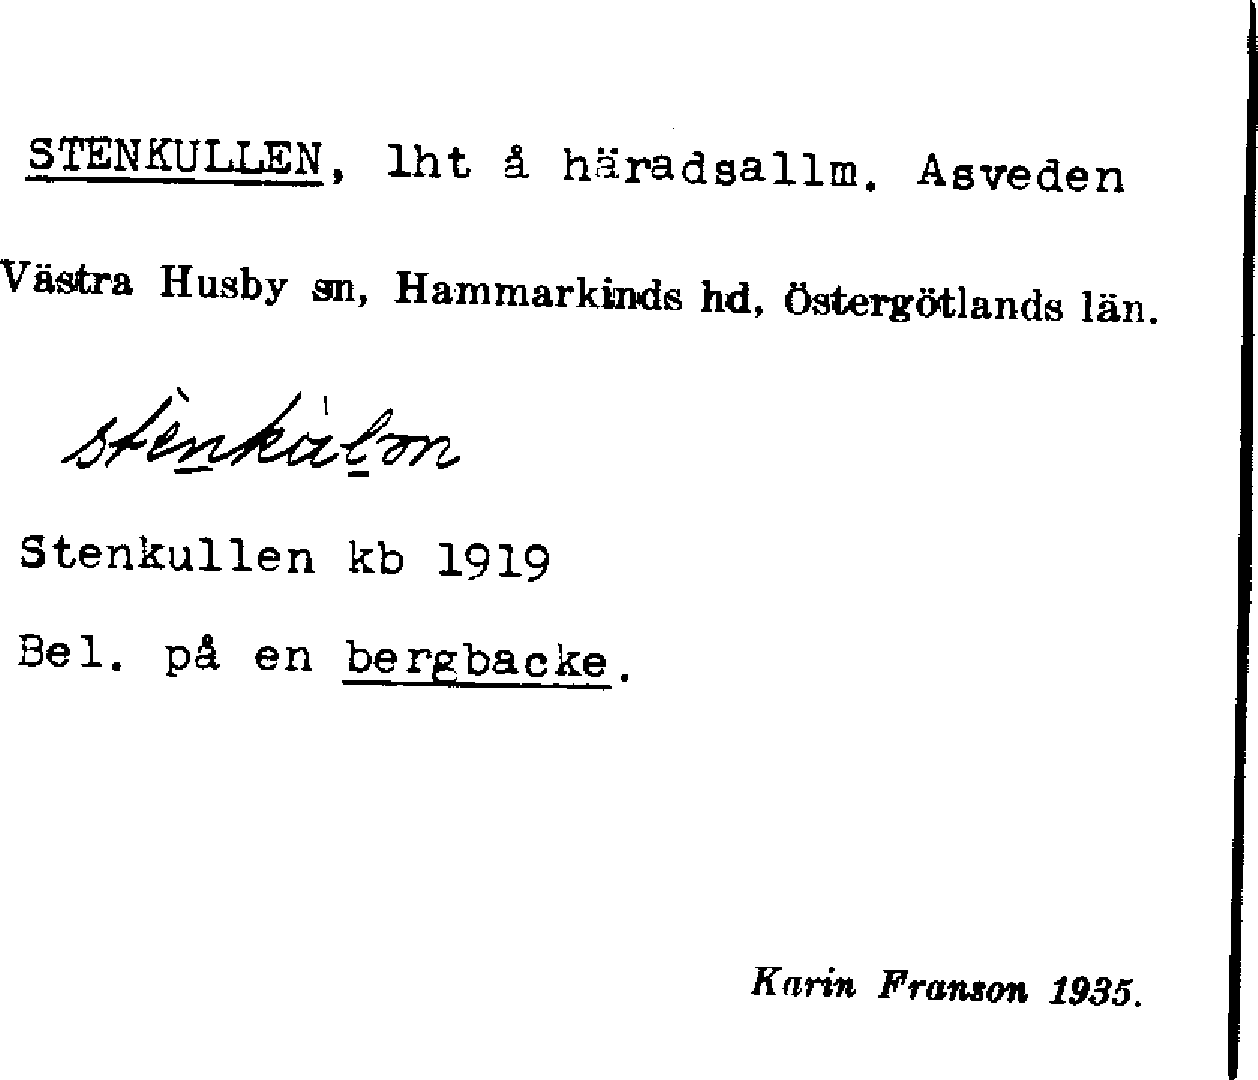 STENKULLEN, lht å häradsallm. Asveden
Västra Husby sn, Hammarkinds hd, Östergötlands län.
Stenkullen kb 1919
Bel. på en bergbacke.
Karin Franson 1935.